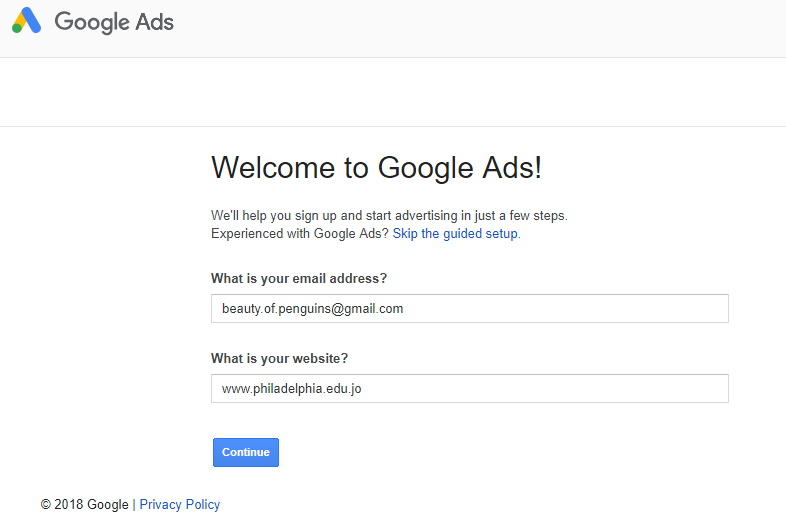 Google Ads
Welcome to Google Ads!
We'll help you sign up and start advertising in just a few steps.
Experienced with Google Ads? Skip the guided setup.
What is your email address?
beauty.of.penguins@gmail.com
What is your website?
www.philadelphia.edu.jo
Continue
© 2018 Google | Privacy Policy